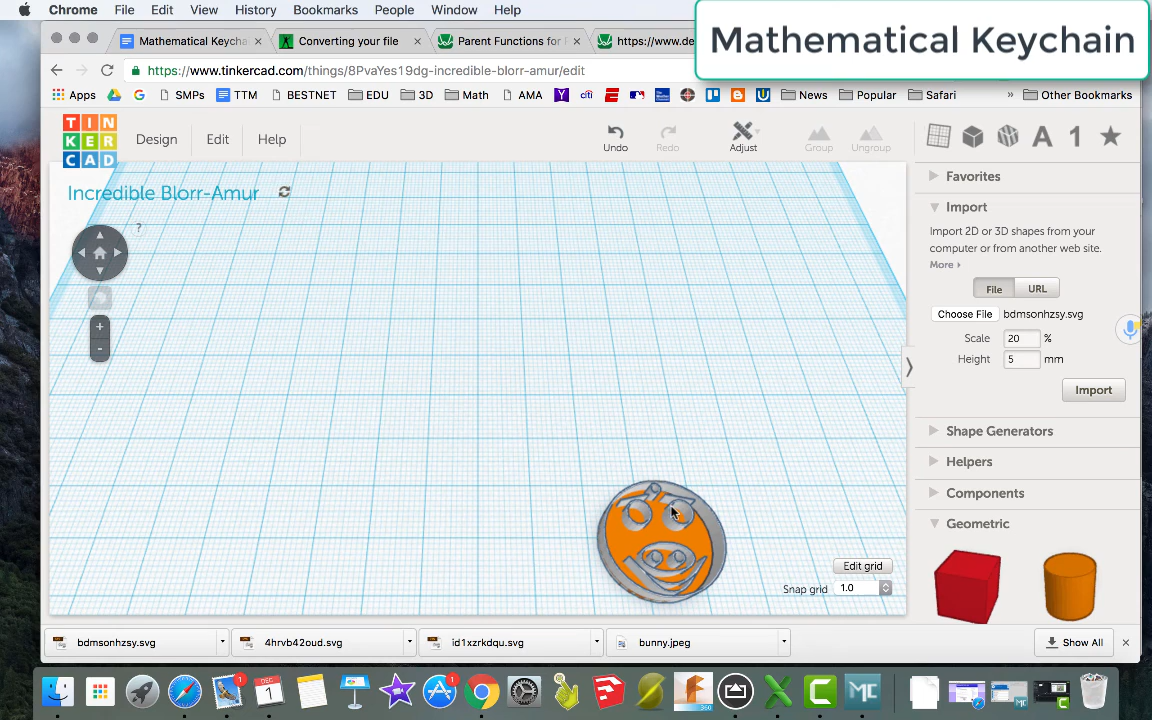 Chrome File Edit View History Bookmarks People Window Help
Mathematical Keychain
Mathematical Keycha
Converting your file
Parent Functions for
https://www.de
https://www.tinkercad.com/things/8PvaYes19dg-incredible-blorr-amur/edit
Apps SMPs TTM BESTNET EDU 3D Math AMA citi News Popular Safari » Other Bookmarks
TIN
KER
CAD
Design Edit Help
Undo Redo Adjust Group Ungroup
Incredible Blorr-Amur
?
+
-
Edit grid
Snap grid 1.0
Favorites
Import
Import 2D or 3D shapes from your
computer or from another web site.
More
File URL
Choose File bdmsonhzsy.svg
Scale 20 %
Height 5 mm
Import
Shape Generators
Helpers
Components
Geometric
bdmsonhzsy.svg 4hrvb42oud.svg id1xzrkdqu.svg bunny.jpeg Show All